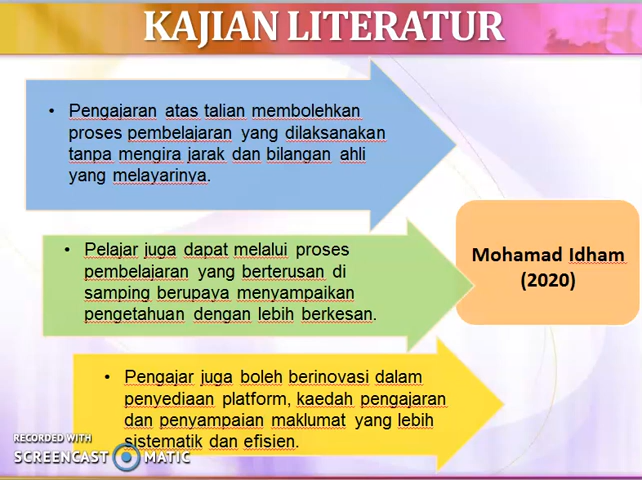 KAJIAN LITERATUR
• Pengajaran atas talian membolehkan
proses pembelajaran yang dilaksanakan
tanpa mengira jarak dan bilangan ahli
yang melayarinya.
• Pelajar juga dapat melalui proses
pembelajaran yang berterusan di
samping berupaya menyampaikan
pengetahuan dengan lebih berkesan.
Mohamad Idham
(2020)
• Pengajar juga boleh berinovasi dalam
penyediaan platform, kaedah pengajaran
dan penyampaian maklumat yang lebih
sistematik dan efisien.
RECORDED WITH
SCREENCAST MATIC